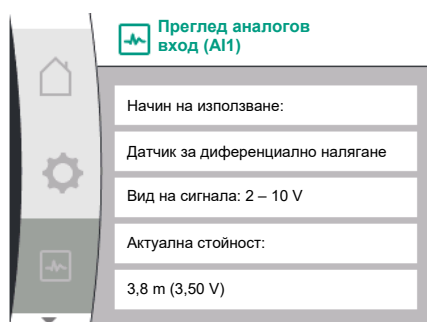 Преглед аналогов
вход (AI1)
Начин на използване:
Датчик за диференциално налягане
Вид на сигнала: 2 – 10 V
Актуална стойност:
3,8 m (3,50 V)